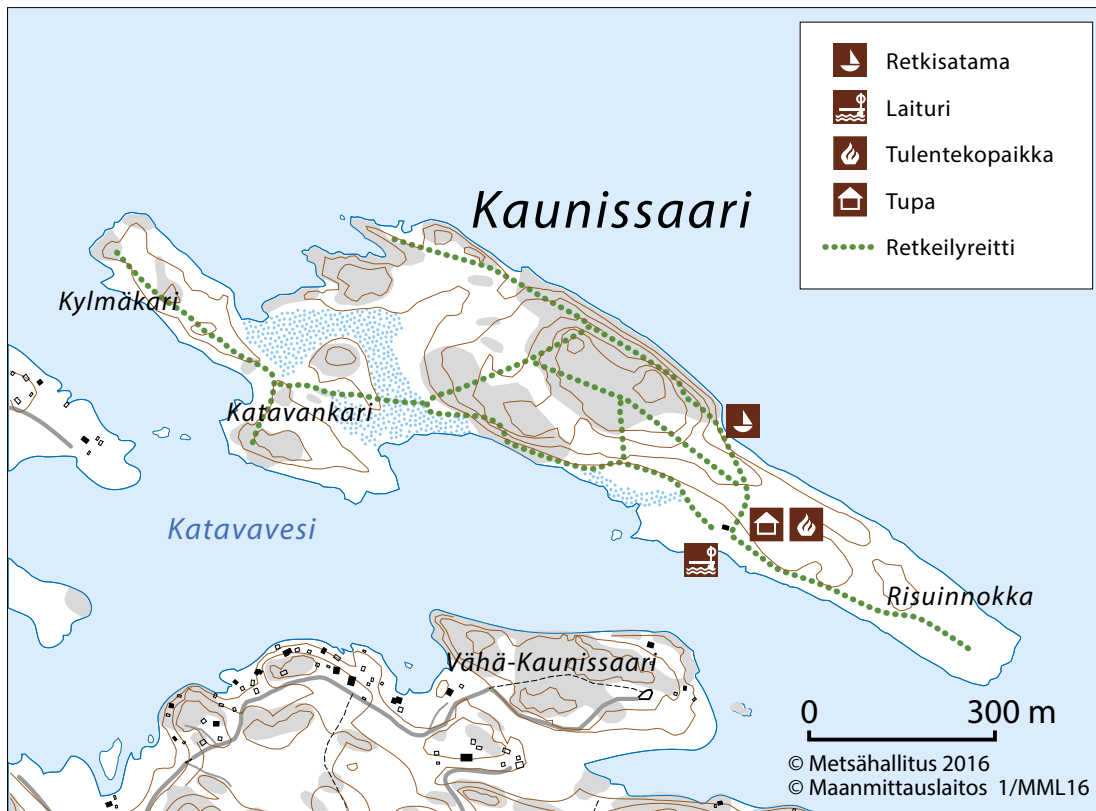 Retkisatama
Laituri
Tulentekopaikka
Tupa
Retkeilyreitti
Kaunissaari
Kylmäkari
Katavankari
Katavavesi
Risuinnokka
Vähä-Kaunissaari
0 300 m
© Metsähallitus 2016
© Maanmittauslaitos 1/MML16